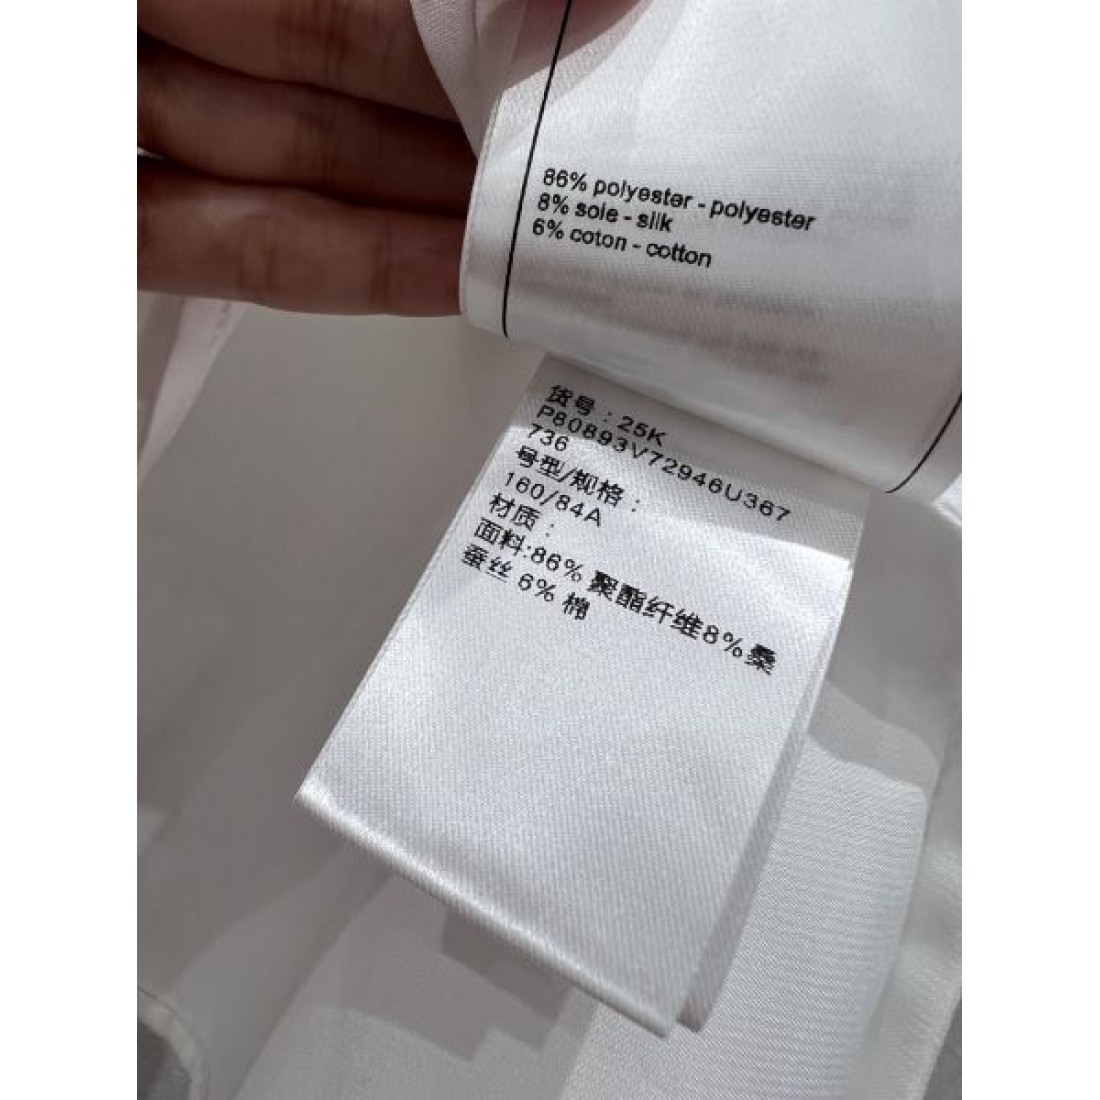 86% polyester - polyester
8% soie - silk
6% coton - cotton
货号：25K
P80893V72946U367
736
号型/规格：
160/84A
材质：
面料:86% 聚酯纤维8%桑
蚕丝 6% 棉